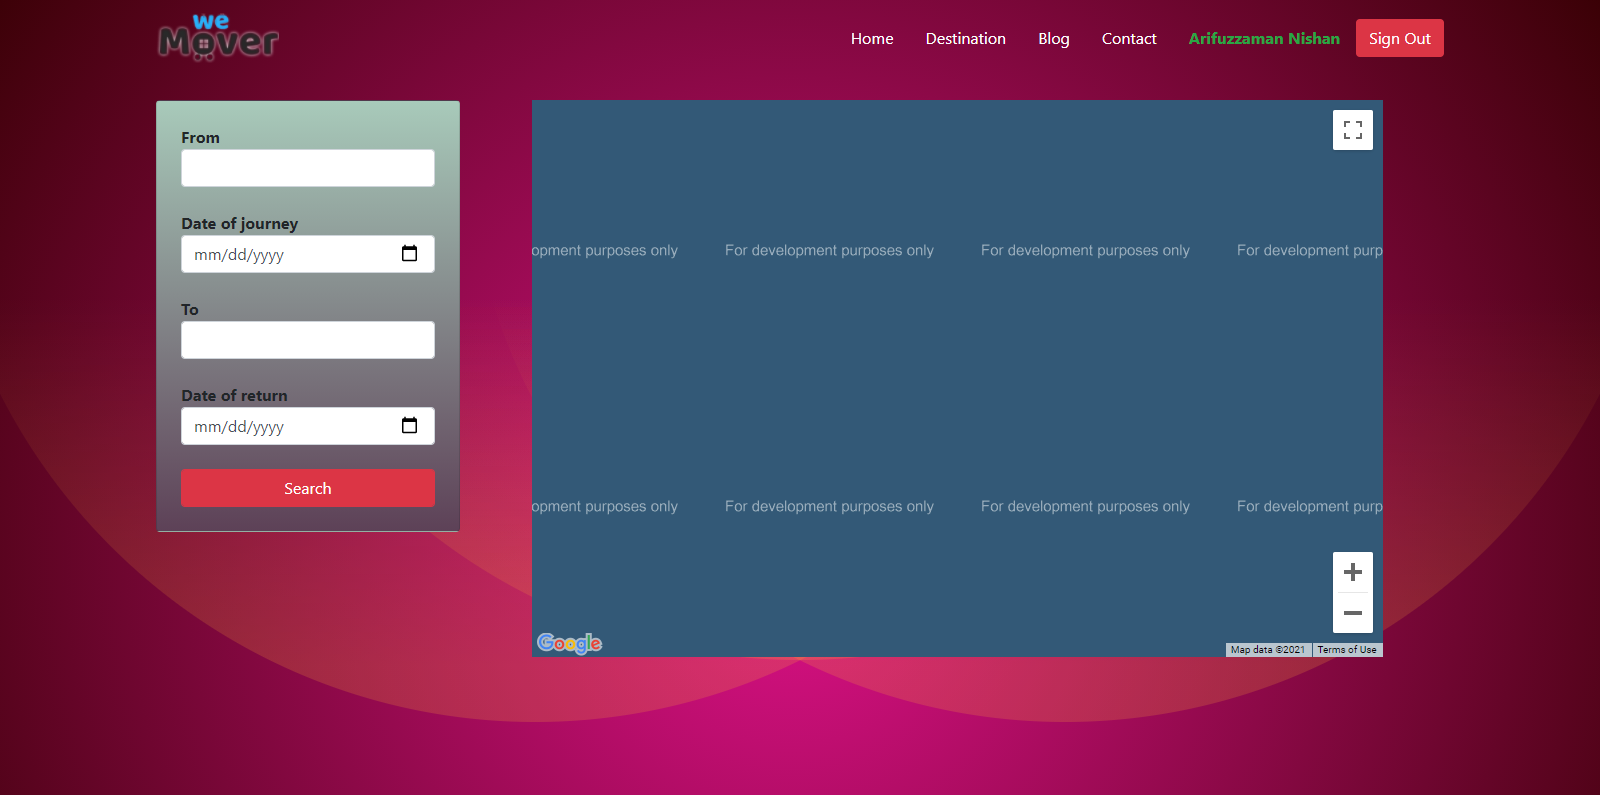 we
Mover
Home Destination Blog Contact Arifuzzaman Nishan Sign Out
From
Date of journey
mm/dd/yyyy
To
Date of return
mm/dd/yyyy
Search
opment purposes only For development purposes only For development purposes only For development purp
opment purposes only For development purposes only For development purposes only For development purp
Google
Map data ©2021 Terms of Use